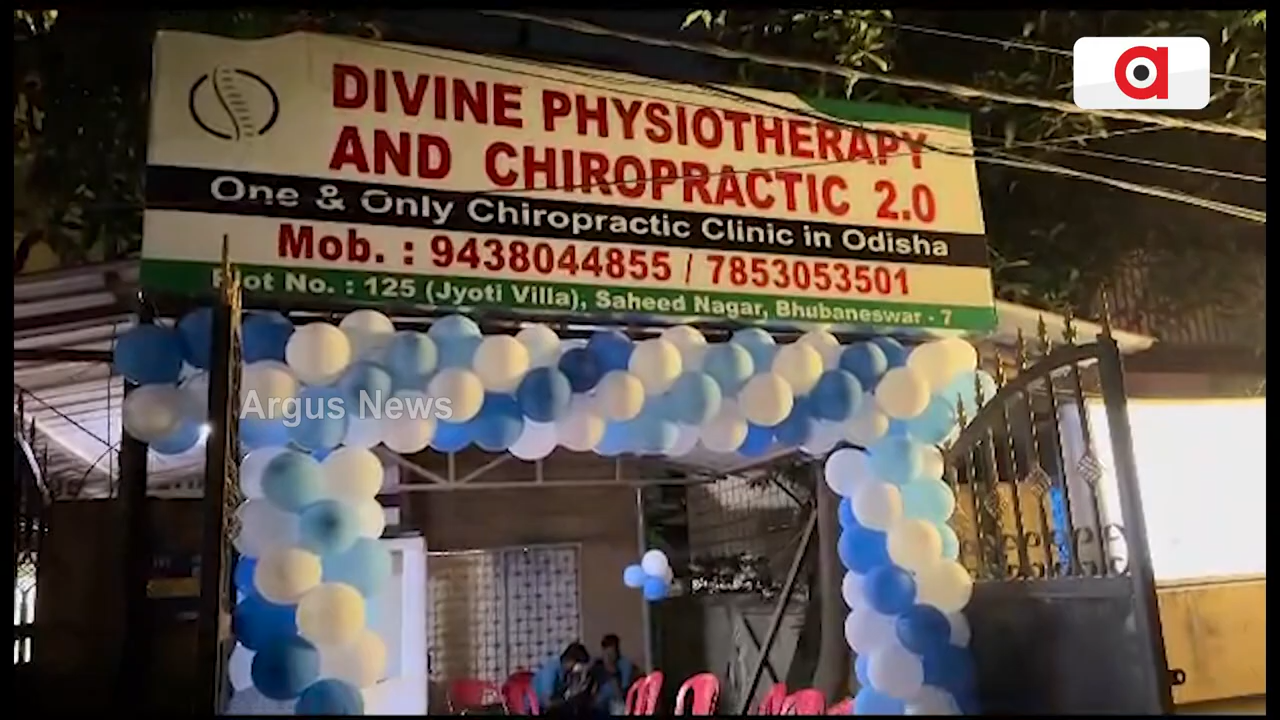 a
DIVINE PHYSIOTHERAPY
AND CHIROPRACTIC 2.0
One & Only Chiropractic Clinic in Odisha
Mob. : 9438044855 / 7853053501
Plot No. : 125 (Jyoti Villa), Saheed Nagar, Bhubaneswar - 7
Argus News